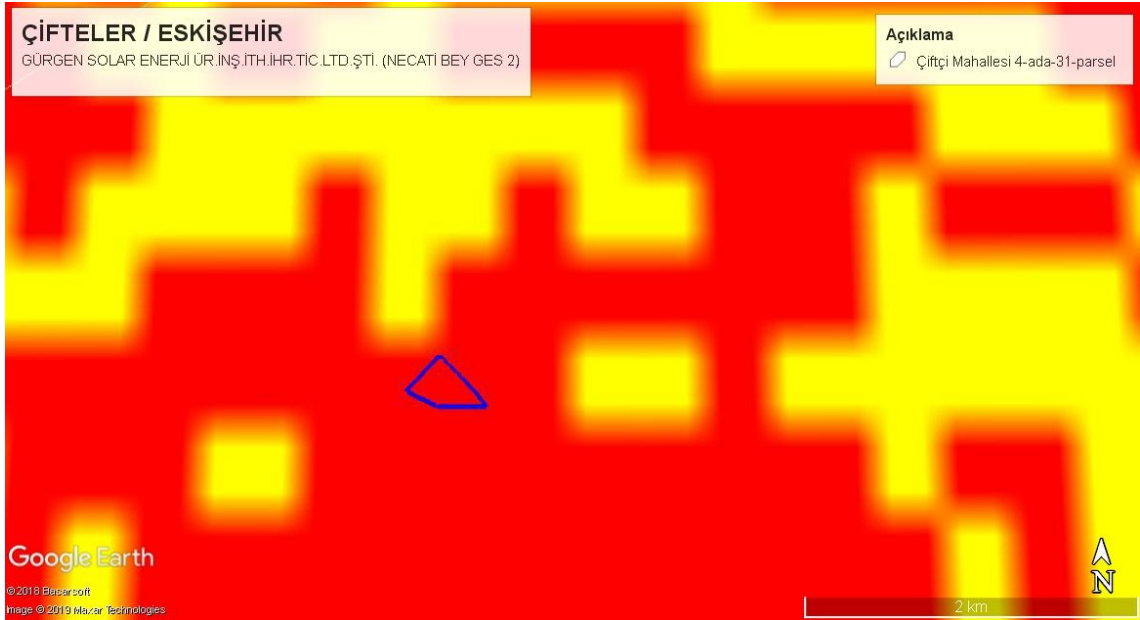 ÇİFTELER / ESKİŞEHİR
GÜRGEN SOLAR ENERJİ ÜR.İNŞ.İTH.İHR.TİC.LTD.ŞTİ. (NECATİ BEY GES 2)
Açıklama
Çiftçi Mahallesi 4-ada-31-parsel
Google Earth
©2018 Basarsoft
Image © 2019 Maxar Technologies
N
2 km